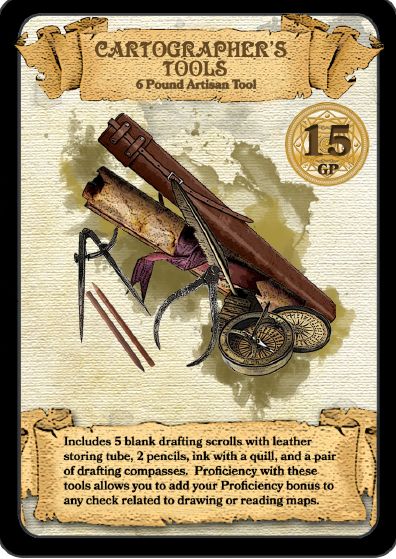 CARTOGRAPHER'S
TOOLS
6 Pound Artisan Tool
15
GP
Includes 5 blank drafting scrolls with leather
storing tube, 2 pencils, ink with a quill, and a pair
of drafting compasses.  Proficiency with these
tools allows you to add your Proficiency bonus to
any check related to drawing or reading maps.